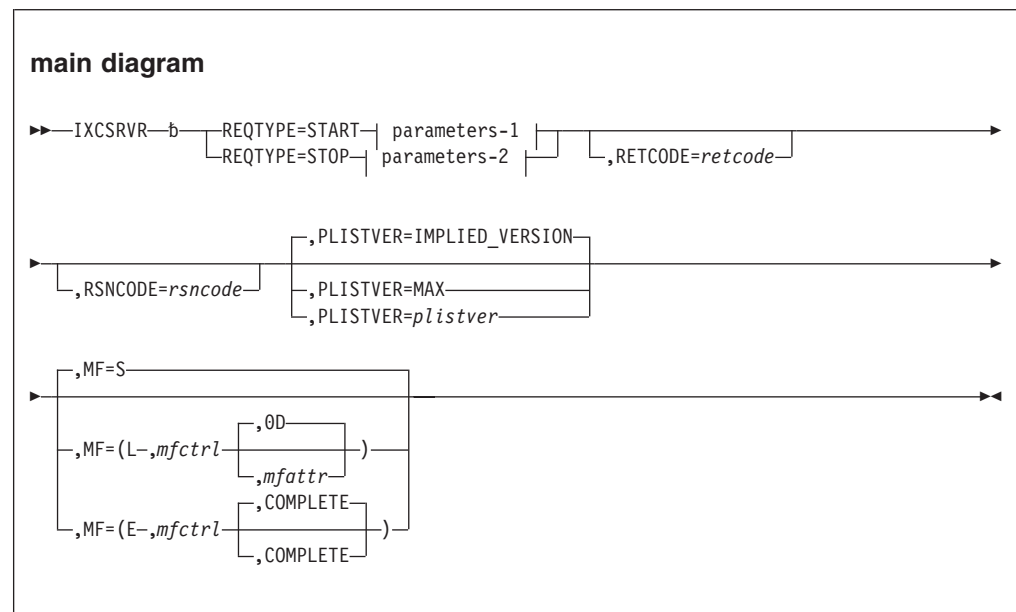 main diagram
IXCSRVR ƀ REQTYPE=START parameters-1
REQTYPE=STOP parameters-2
,RETCODE=retcode
,PLISTVER=IMPLIED_VERSION
,RSNCODE=rsncode
,PLISTVER=MAX
,PLISTVER=plistver
,MF=S
,0D
,MF=(L ,mfctrl )
,mfattr
,COMPLETE
,MF=(E ,mfctrl )
,COMPLETE